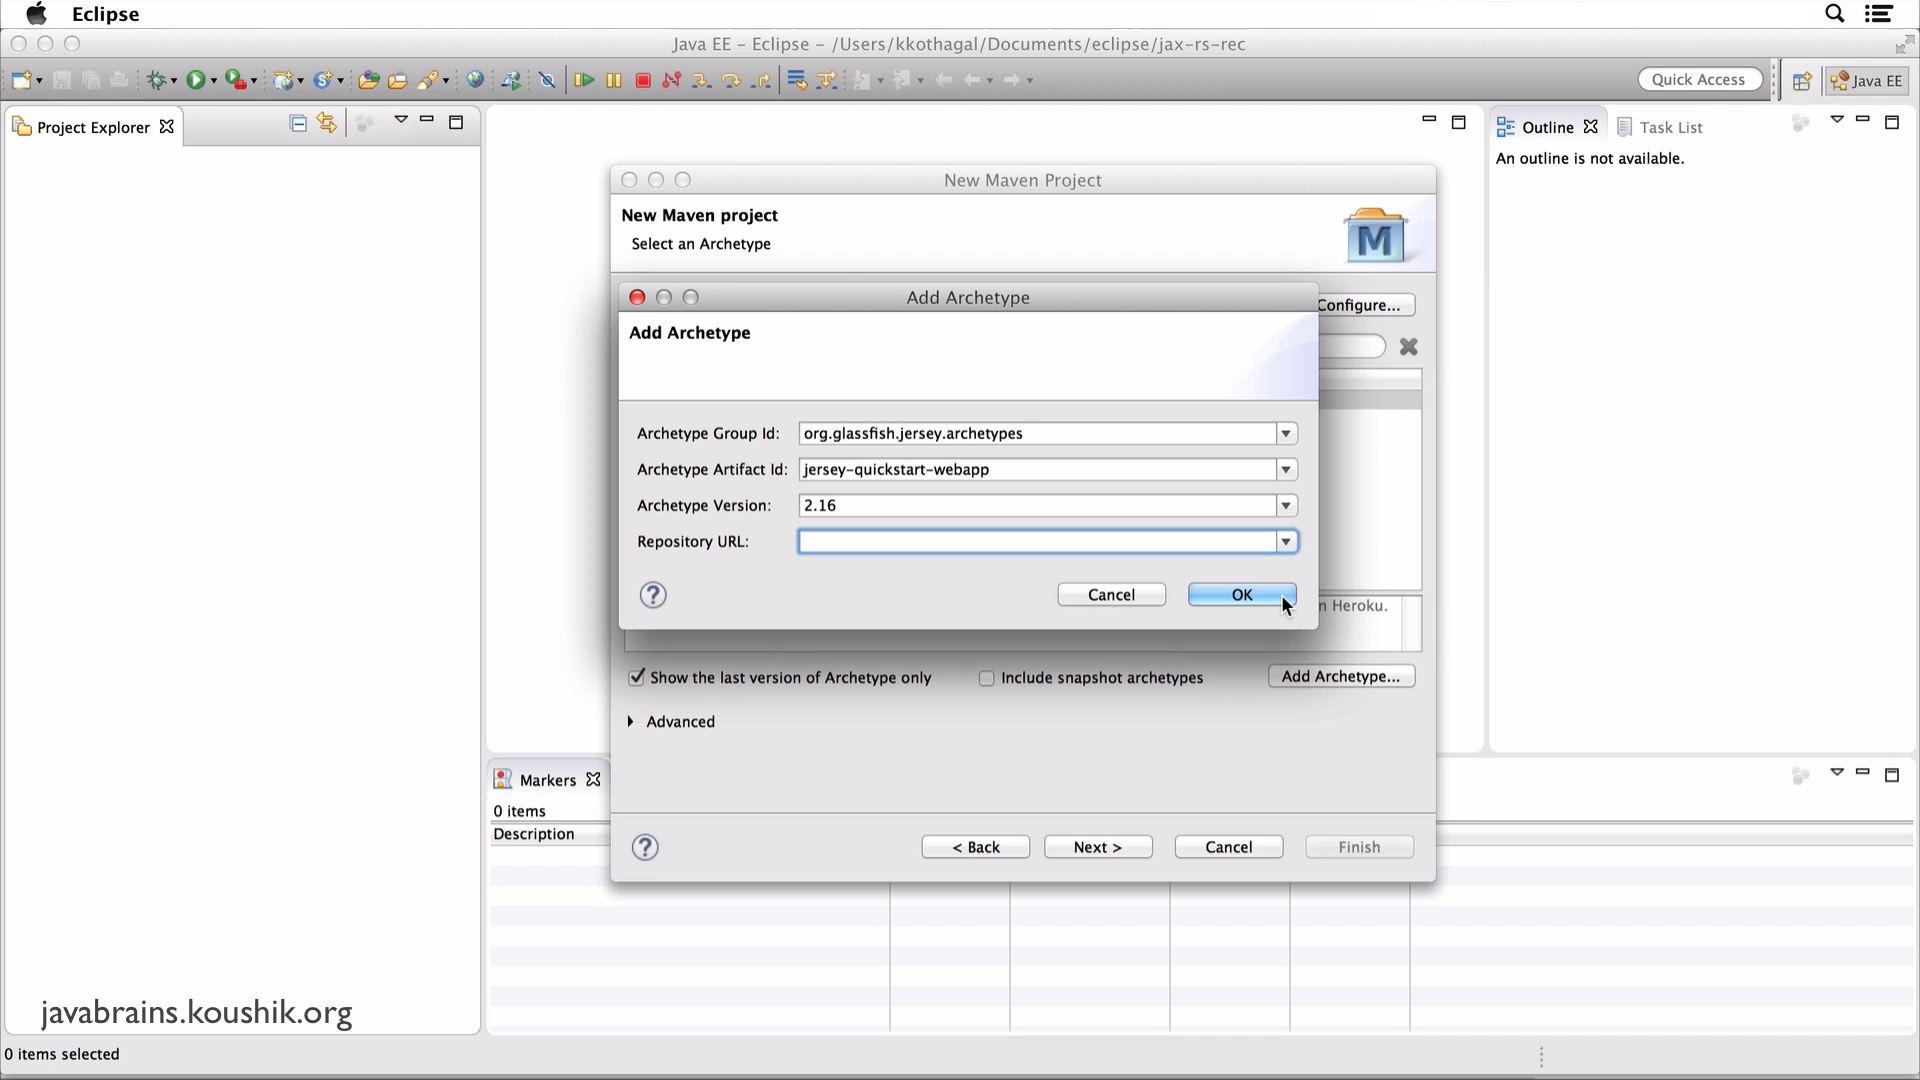 Eclipse
Java EE – Eclipse – /Users/kkothagal/Documents/eclipse/jax-rs-rec
Quick Access
Java EE
Project Explorer
Outline
Task List
An outline is not available.
New Maven Project
New Maven project
Select an Archetype
M
Configure...
Add Archetype
Add Archetype
Archetype Group Id:
org.glassfish.jersey.archetypes
Archetype Artifact Id:
jersey-quickstart-webapp
Archetype Version:
2.16
Repository URL:
?
Cancel
OK
n Heroku.
Show the last version of Archetype only
Include snapshot archetypes
Add Archetype...
Advanced
Markers
0 items
Description
?
< Back
Next >
Cancel
Finish
javabrains.koushik.org
0 items selected